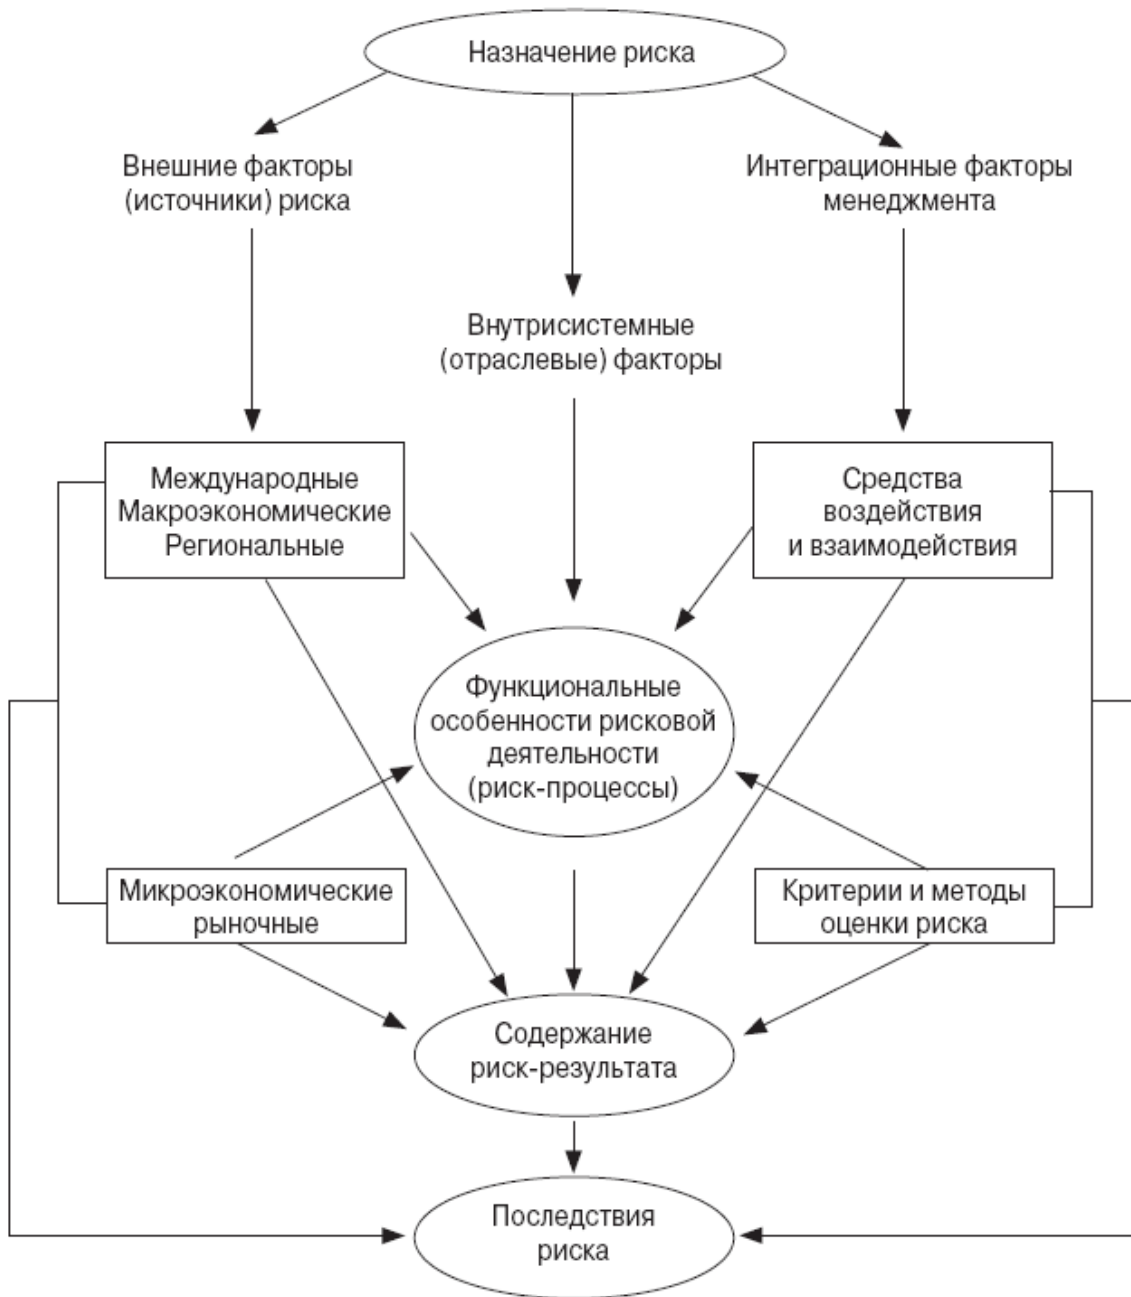 Назначение риска
Внешние факторы
(источники) риска
Интеграционные факторы
менеджмента
Внутрисистемные
(отраслевые) факторы
Международные
Макроэкономические
Региональные
Средства
воздействия
и взаимодействия
Функциональные
особенности рисковой
деятельности
(риск-процессы)
Микроэкономические
рыночные
Критерии и методы
оценки риска
Содержание
риск-результата
Последствия
риска